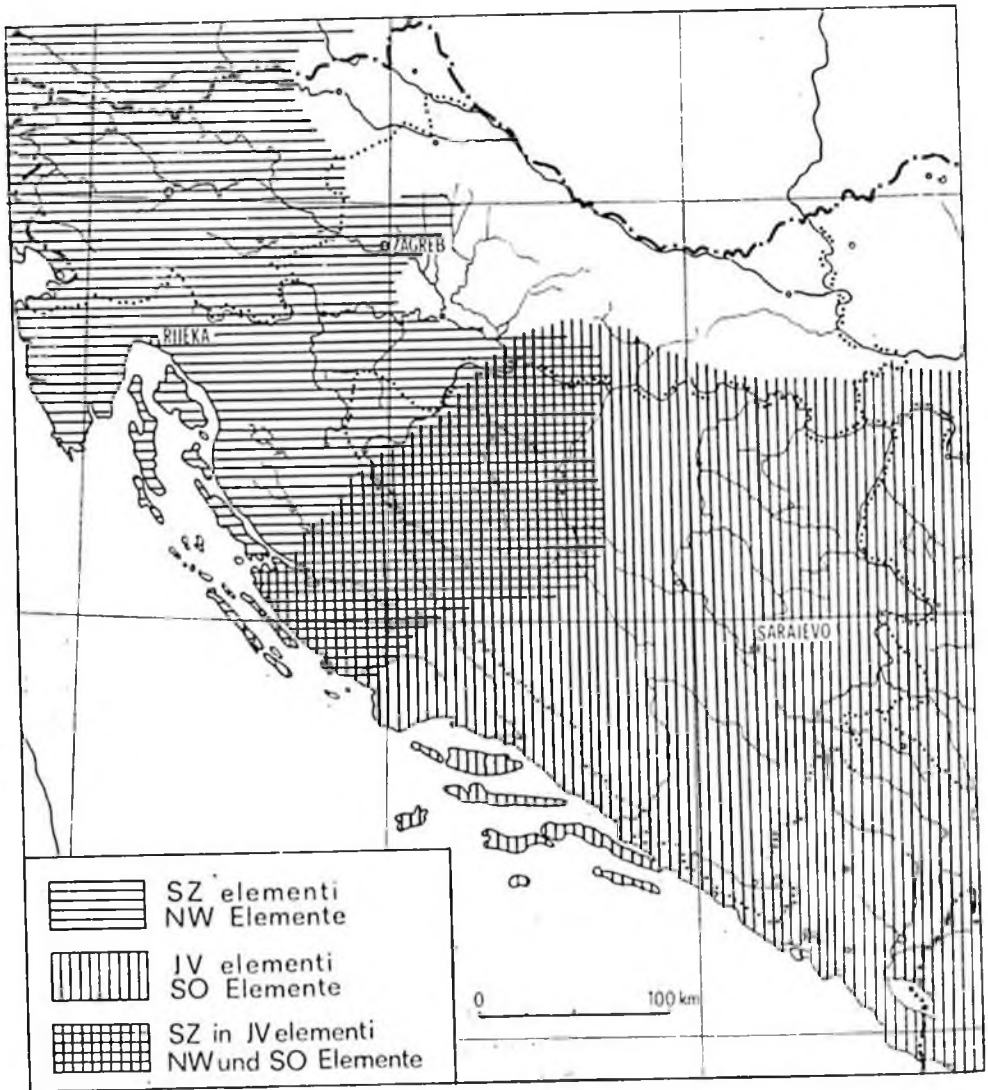 ZAGREB
RIJEKA
SARAJEVO
SZ elementi
NW Elemente
JV elementi
SO Elemente
0 100 km
SZ in JV elementi
NW und SO Elemente